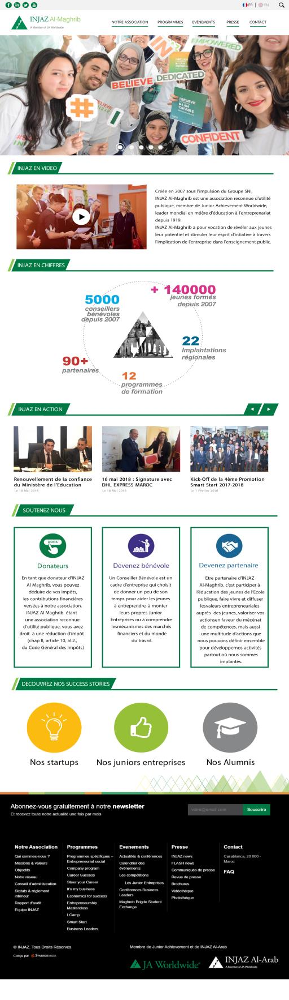 FR | EN
INJAZ Al-Maghrib
A Member of JA Worldwide
NOTRE ASSOCIATION PROGRAMMES EVÉNEMENTS PRESSE CONTACT
IN
EMPOWERED
BELIEVE DEDICATED
#
I BELIEVE
I AM
CAPABLE
CONFIDENT
INJAZ EN VIDEO
Créée en 2007 sous l'impulsion du Groupe SNI,
INJAZ Al-Maghrib est une association reconnue d'utilité
publique, membre de Junior Achievement Worldwide,
leader mondial en mtière d'éducation à l'entreprenariat
depuis 1919.
INJAZ Al-Maghrib a pour vocation de révéler aux jeunes
leur potentiel et stimuler leur esprit d'intiative à travers
l'implication de l'entreprise dans l'enseignement public.
INJAZ EN CHIFFRES
+ 140000
jeunes formés
depuis 2007
5000
conseillers
bénévoles
depuis 2007
22
Implantations
régionales
90+
partenaires
12
programmes
de formation
INJAZ EN ACTION
Renouvellement de la confiance
du Ministère de l'Education
Le 18 Mai 2018
16 mai 2018 : Signature avec
DHL EXPRESS MAROC
Le 18 Mai 2018
Kick-Off de la 4ème Promotion
Smart Start 2017-2018
Le 1 Février 2018
SOUTENEZ NOUS
DONS
Donateurs
En tant que donateur d'INJAZ
Al Maghrib, vous pouvez
déduire de vos impôts,
les contributions financières
versées à notre association.
INJAZ Al Maghrib étant
une association reconnue
d'utilité publique, vous avez
droit à une réduction d'impôt
(chap II, article 10, al.2.,
du Code Général des Impôts)
Devenez bénévole
Un Conseiller Bénévole est un
cadre d'entreprise qui choisit
de donner un peu de son
temps pour aider les jeunes
à entreprendre, à monter
leurs propres Junior
Entreprises ou à comprendre
lesmécanismes des marchés
financiers et du monde
du travail.
Devenez partenaire
Etre partenaire d'INJAZ
Al-Maghrib, c'est participer à
l'éducation des jeunes de l'Ecole
publique, faire vivre et diffuser
lesvaleurs entrepreneuriales
auprès des jeunes, valoriser vos
actionsen faveur du mécénat
de compétences, mais aussi
une multitude d'actions que
nous pouvons définir ensemble
pour développernos activités
partout où nous sommes
implantés.
DECOUVREZ NOS SUCCESS STORIES
Nos startups
Nos juniors entreprises
Nos Alumnis
Abonnez-vous gratuitement à notre newsletter
Et recevez toute notre actualité une fois par mois
votre@email.com Souscrire
Notre Association
Qui sommes-nous ?
Missions & valeurs
Objectifs
Notre réseau
Conseil d'administration
Statuts & règlement
intérieur
Rapport d'audit
Equipe INJAZ
Programmes
Programmes spécifiques –
Entrepreneuriat social
Company program
Career Success
Steer your Career
It's my business
Economics for success
Entrepreneurship
Masterclass
I Camp
Smart Start
Business Leaders
Evenements
Actualités & conférences
Calendrier des
événements
Les compétitions
Les Junior Entreprises
Conférences Business
Leaders
Maghreb Brigde Student
Exchange
Presse
INJAZ news
FLASH news
Communiqués de presse
Revue de presse
Brochures
Vidéothèque
Photothèque
Contact
Casablanca, 20 000 -
Maroc
FAQ
© INJAZ. Tous Droits Réservés
Conçu par SYNERGIE MEDIA
Membre de Junior Achievement et de INJAZ Al-Arab
JA Worldwide®
INJAZ Al-Arab
A Member of JA Worldwide